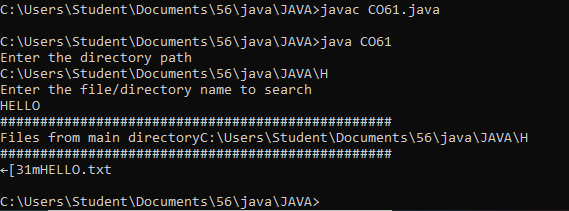 C:\Users\Student\Documents\56\java\JAVA>javac CO61.java
C:\Users\Student\Documents\56\java\JAVA>java CO61
Enter the directory path
C:\Users\Student\Documents\56\java\JAVA\H
Enter the file/directory name to search
HELLO
#################################################
Files from main directoryC:\Users\Student\Documents\56\java\JAVA\H
#################################################
←[31mHELLO.txt
C:\Users\Student\Documents\56\java\JAVA>